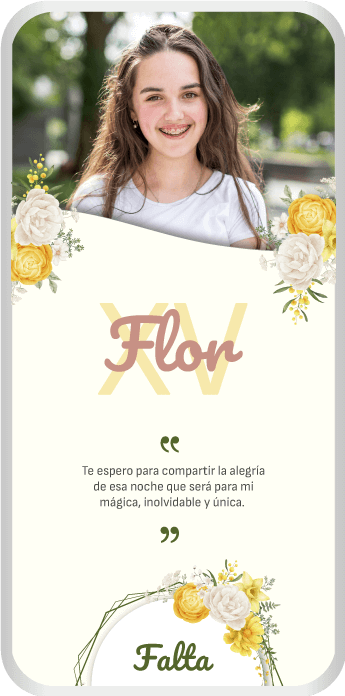 XV
Flor
“
Te espero para compartir la alegría
de esa noche que será para mi
mágica, inolvidable y única.
”
Falta